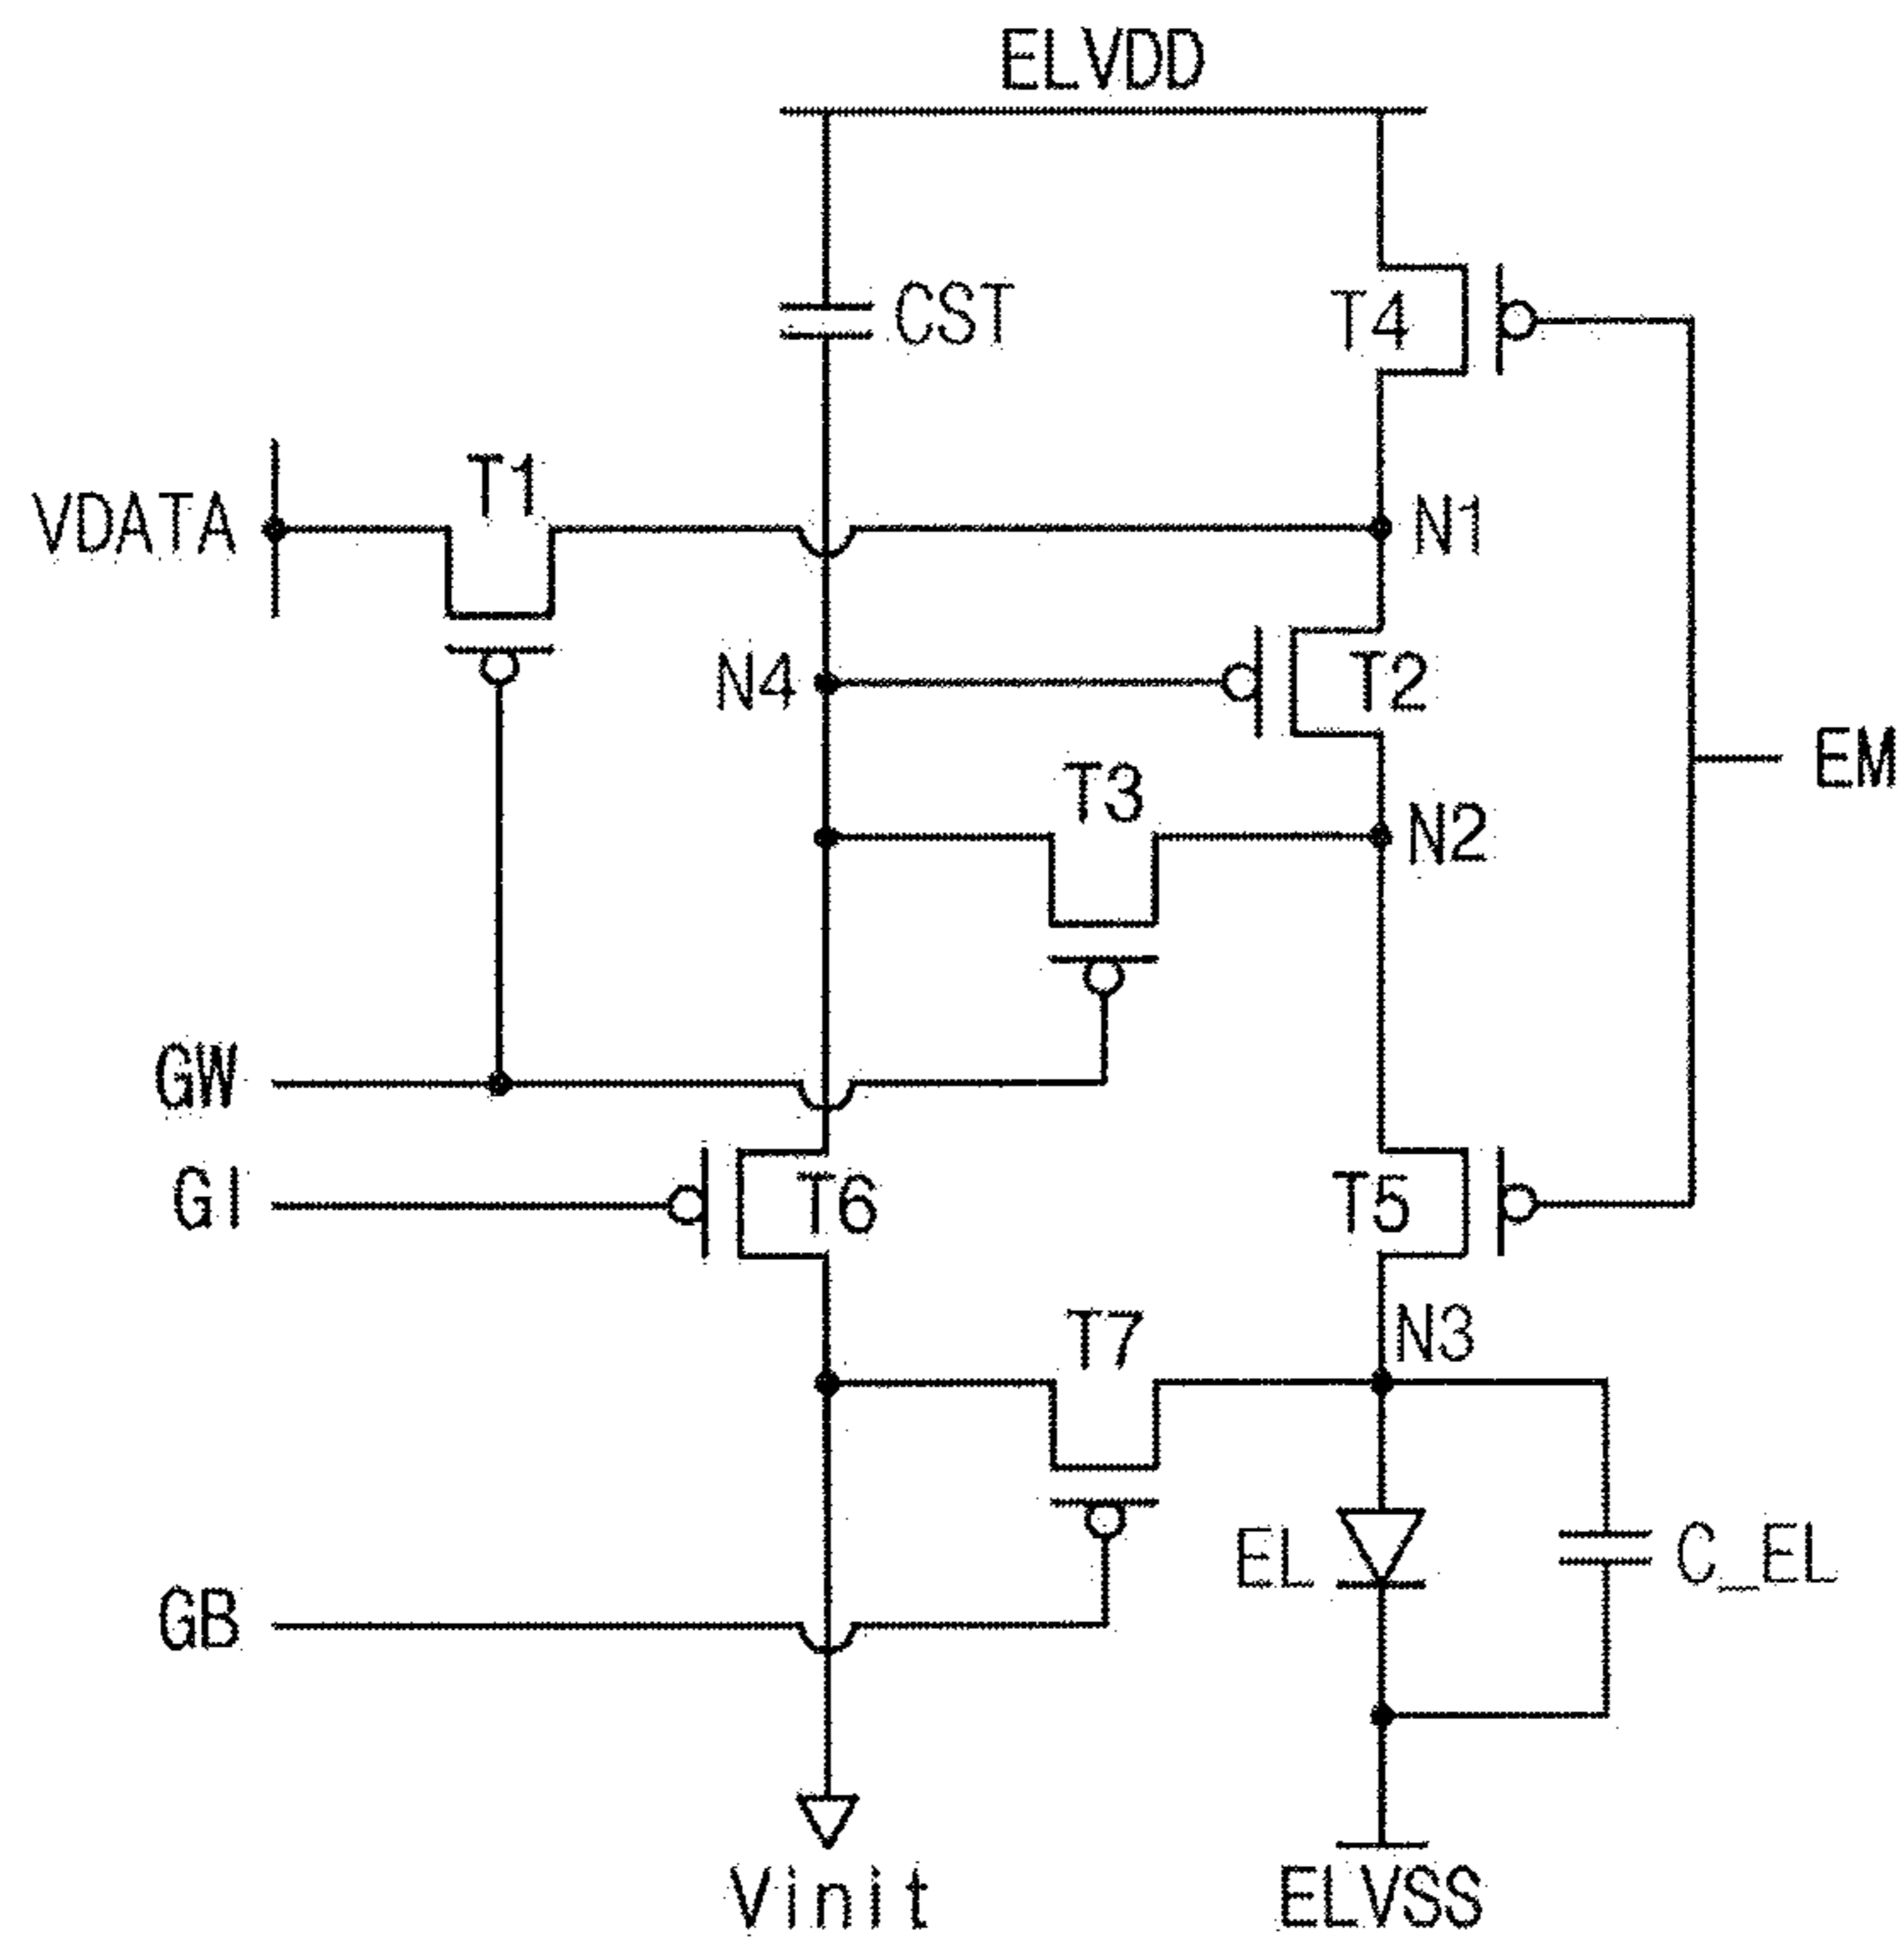 ELVDD
CST
T4
T1
VDATA
N1
N4
T2
EM
T3
N2
GW
GI
T6
T5
T7
N3
EL
C_EL
GB
Vinit
ELVSS